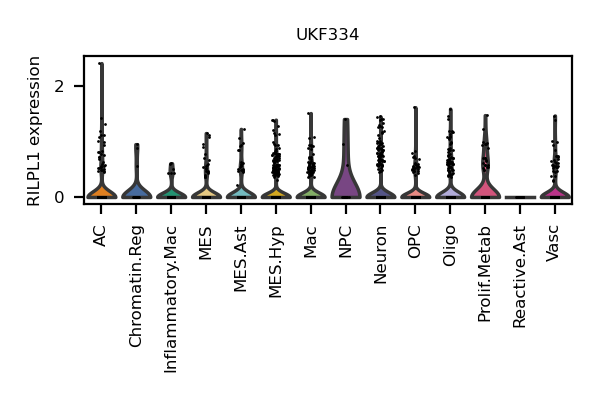 UKF334
RILPL1 expression
2
0
AC
Chromatin.Reg
Inflammatory.Mac
MES
MES.Ast
MES.Hyp
Mac
NPC
Neuron
OPC
Oligo
Prolif.Metab
Reactive.Ast
Vasc